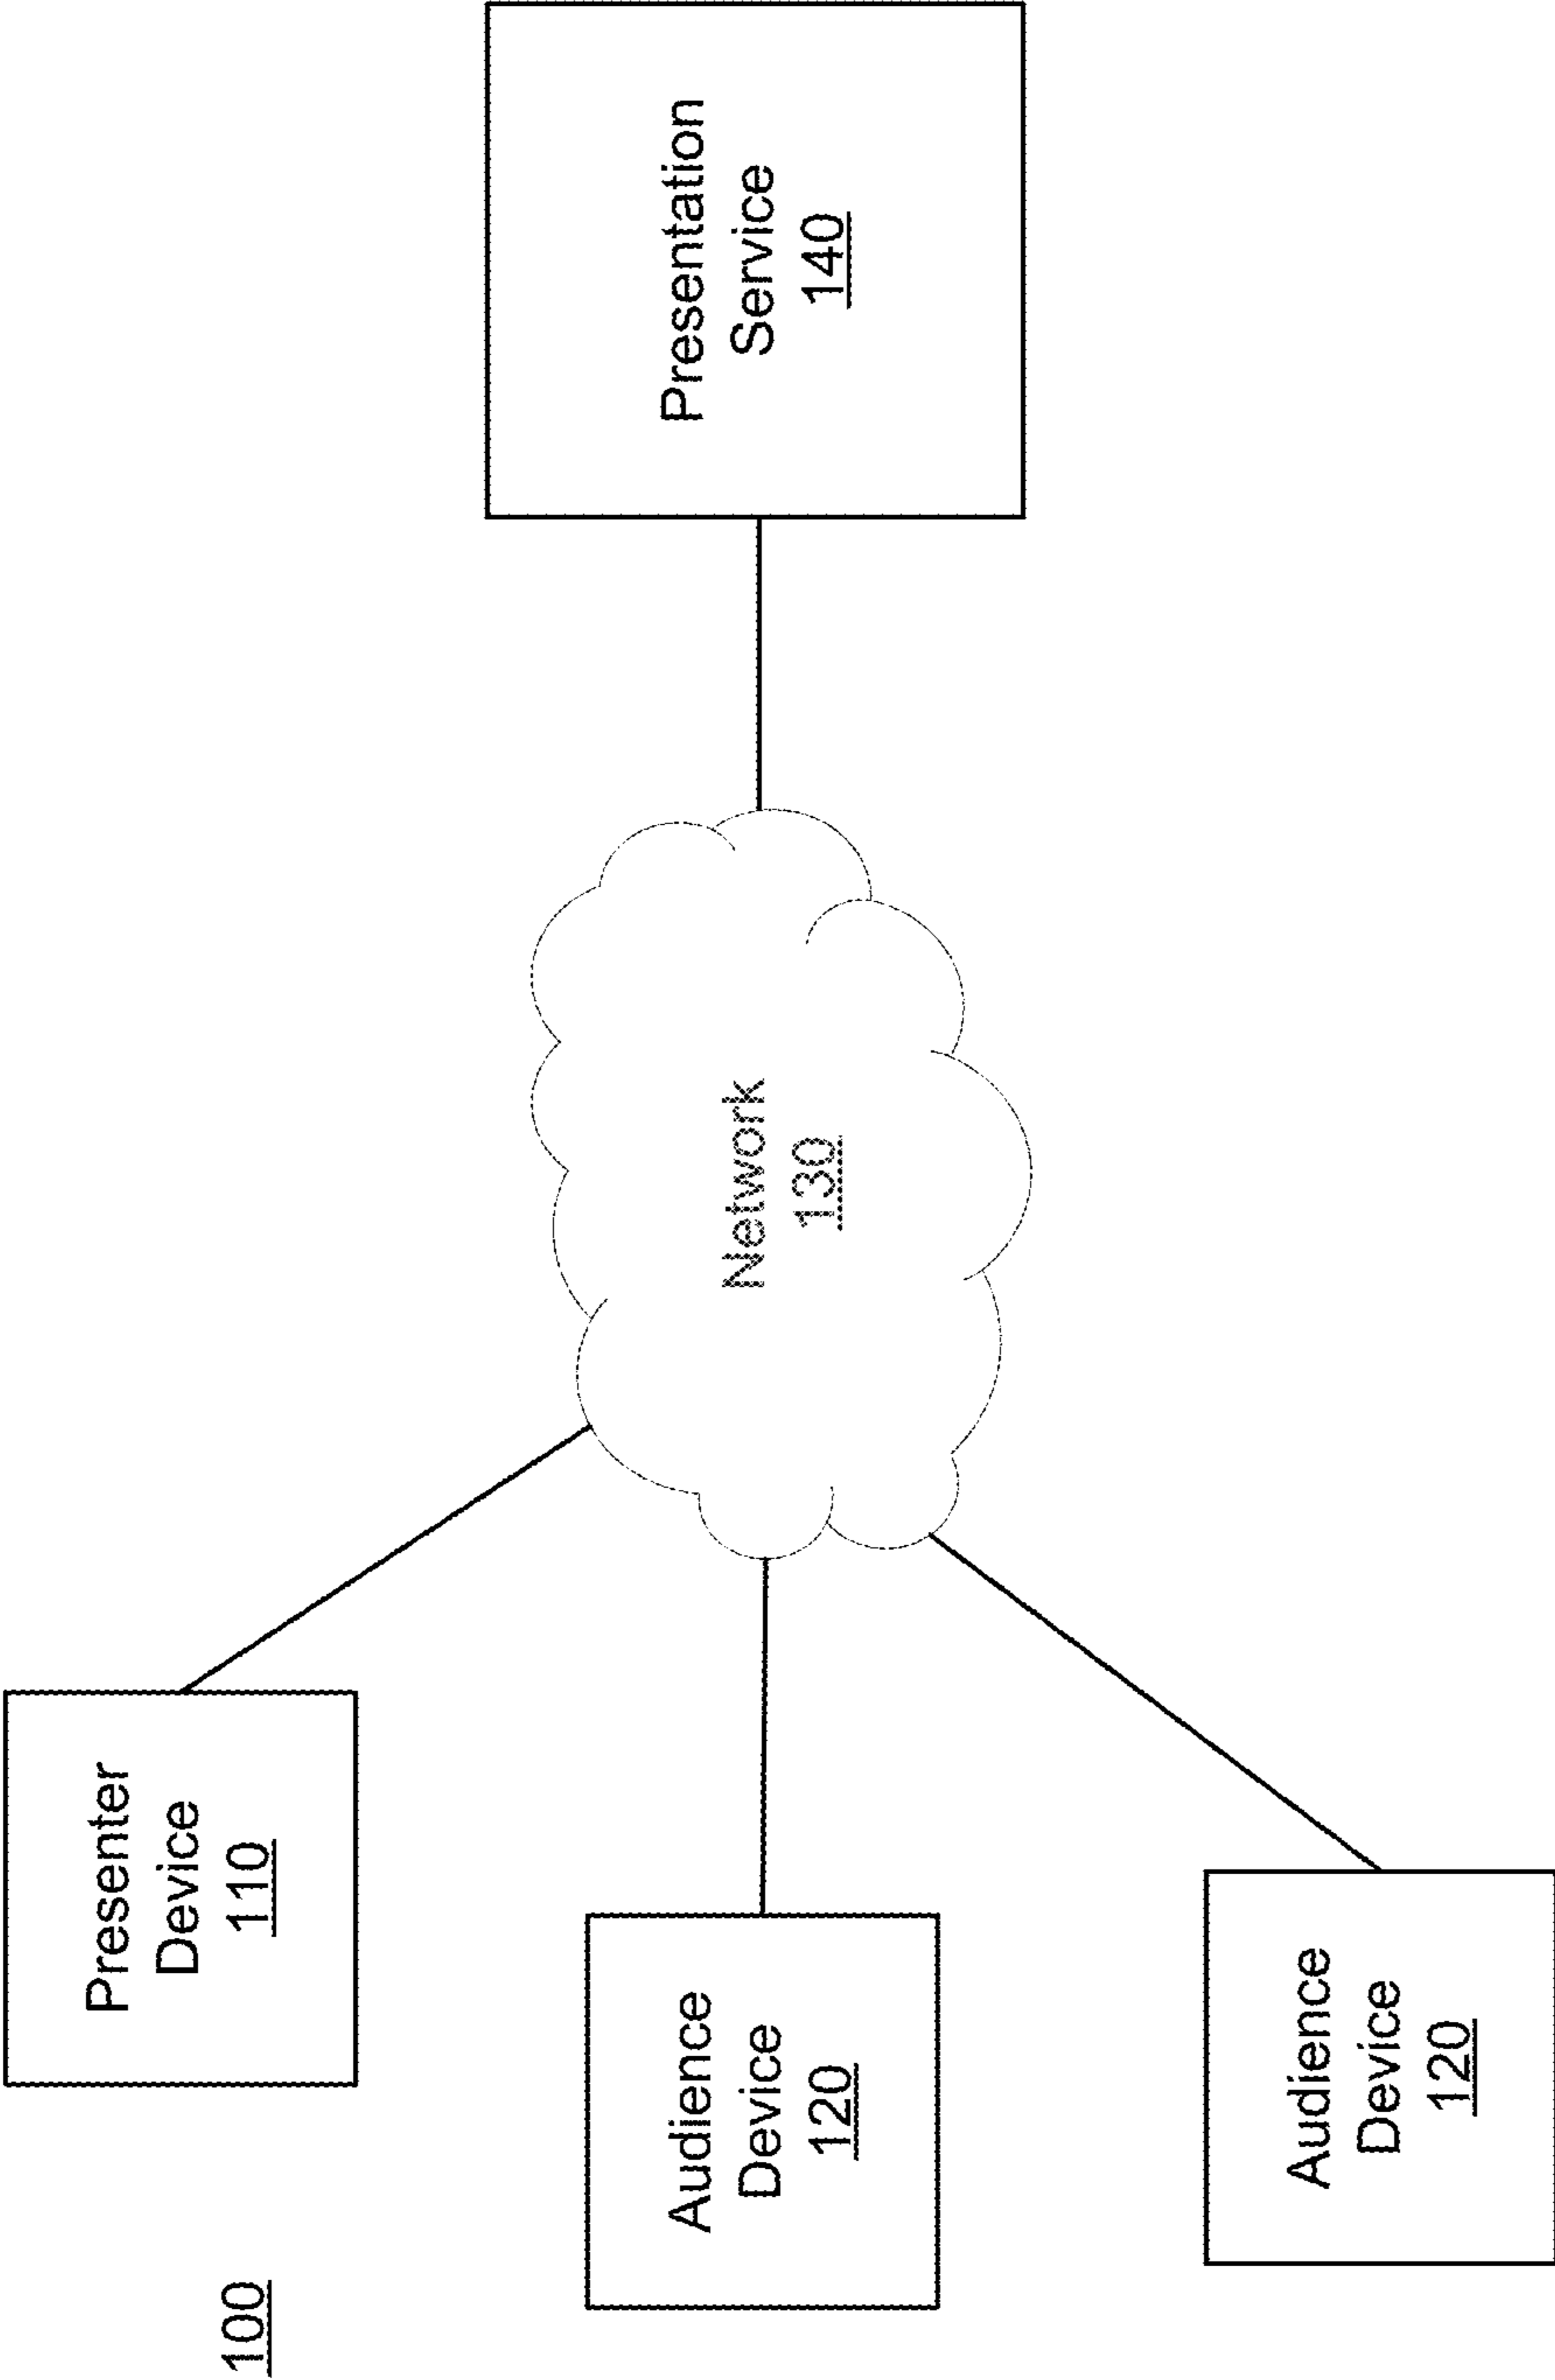 100
Presenter
Device
110
Audience
Device
120
Audience
Device
120
Network
130
Presentation
Service
140